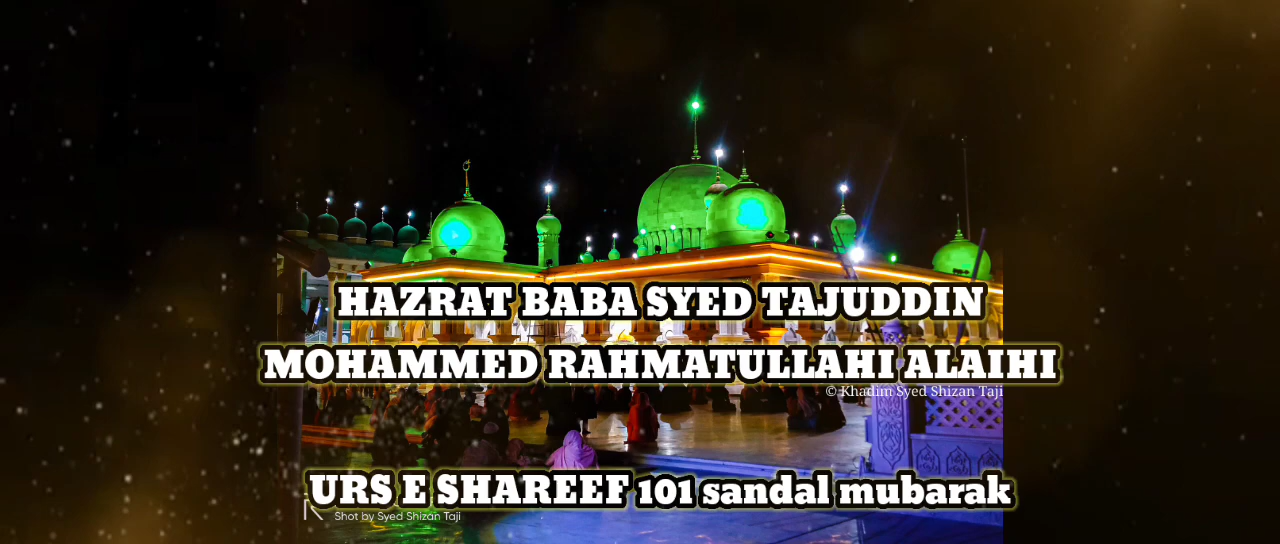 HAZRAT BABA SYED TAJUDDIN
MOHAMMED RAHMATULLAHI ALAIHI
© Khadim Syed Shizan Taji
URS E SHAREEF 101 sandal mubarak
Shot by Syed Shizan Taji